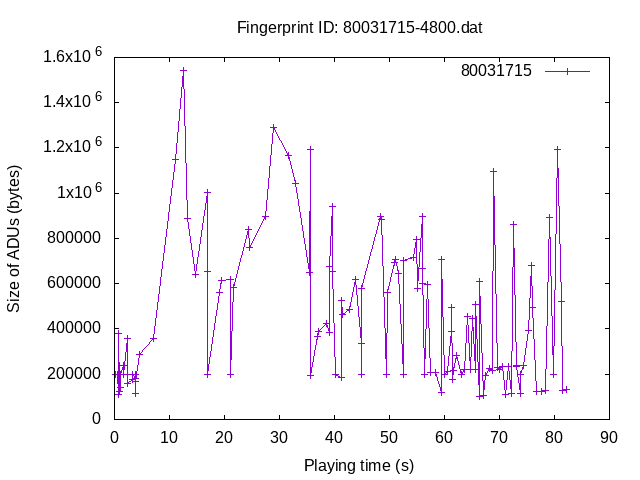 Fingerprint ID: 80031715-4800.dat
80031715
1.6x10^6
1.4x10^6
1.2x10^6
1x10^6
800000
600000
400000
200000
0
Size of ADUs (bytes)
0 10 20 30 40 50 60 70 80 90
Playing time (s)